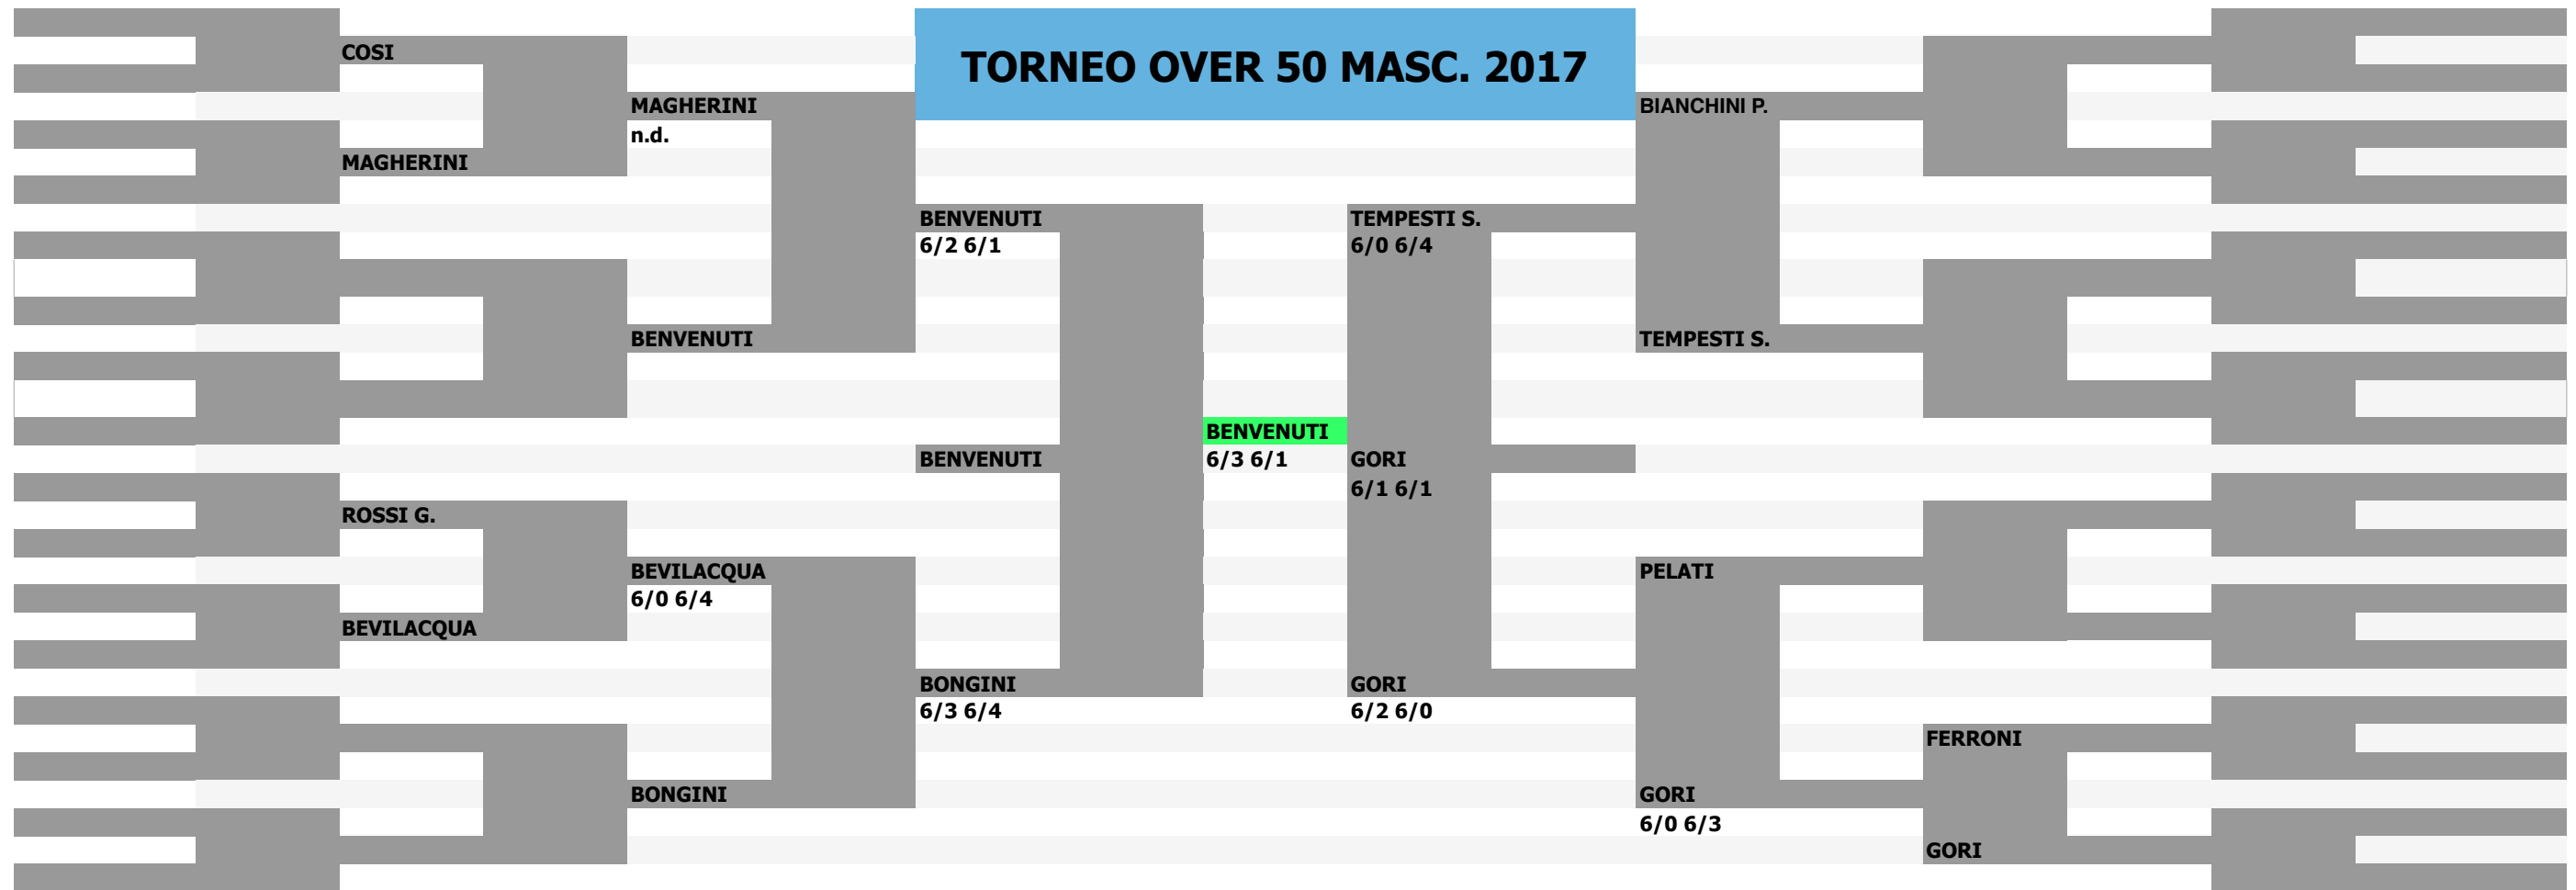 COSI
TORNEO OVER 50 MASC. 2017
MAGHERINI
BIANCHINI P.
n.d.
MAGHERINI
BENVENUTI
TEMPESTI S.
6/2 6/1
6/0 6/4
BENVENUTI
TEMPESTI S.
BENVENUTI
BENVENUTI
6/3 6/1
GORI
6/1 6/1
ROSSI G.
BEVILACQUA
PELATI
6/0 6/4
BEVILACQUA
BONGINI
GORI
6/3 6/4
6/2 6/0
FERRONI
BONGINI
GORI
6/0 6/3
GORI